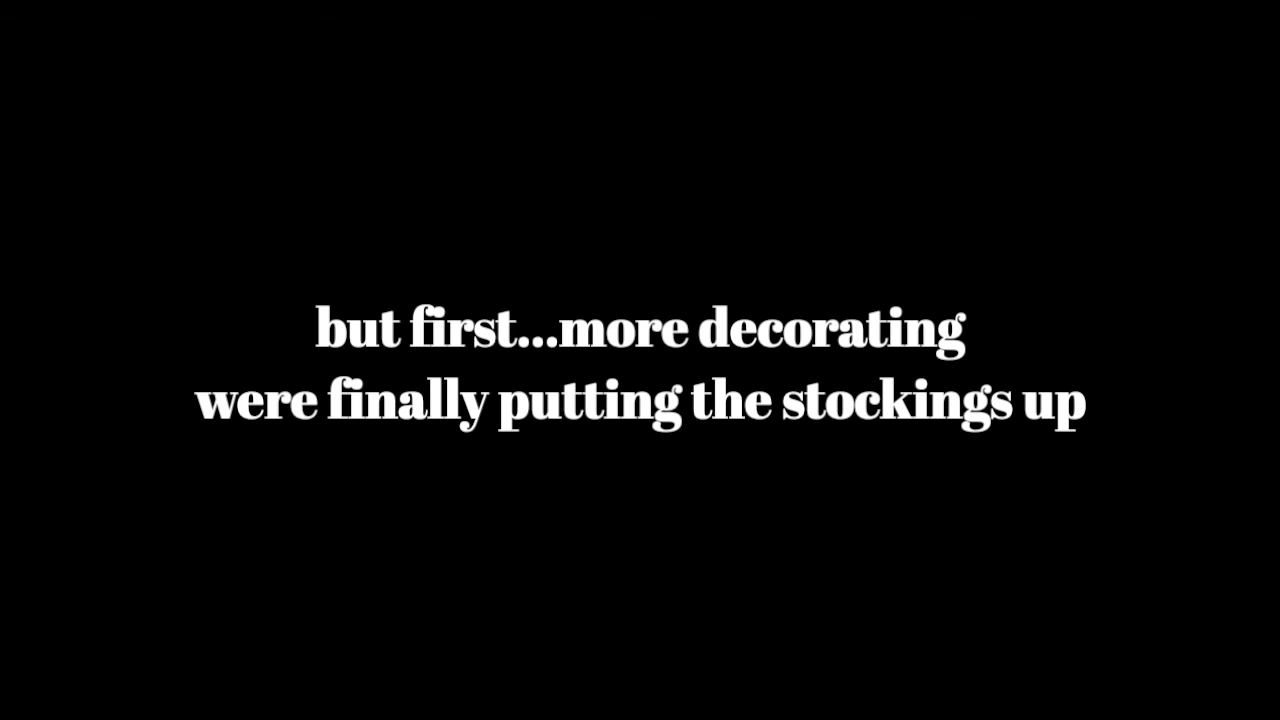 but first...more decorating
were finally putting the stockings up